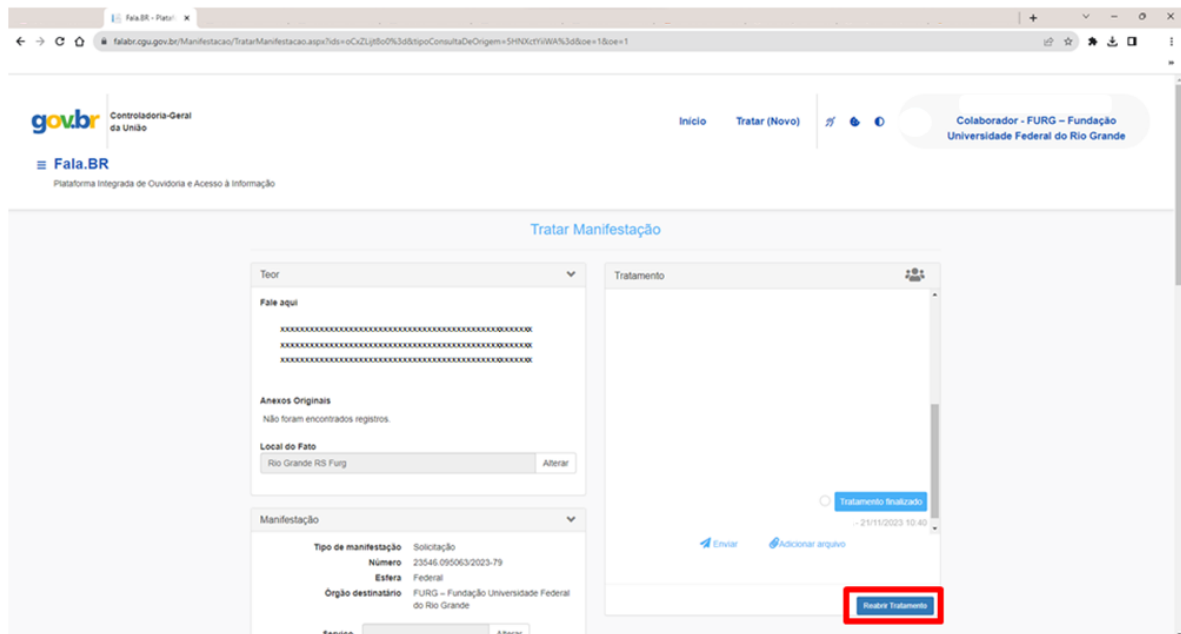 Fala.BR - Plataf
falabr.cgu.gov.br/Manifestacao/TratarManifestacao.aspx?ids=oCxZLijt8o0%3d&tipoConsultaDeOrigem=5HNXctYiiWA%3d&oe=1&oe=1
gov.br
Controladoria-Geral
da União
Início
Tratar (Novo)
Colaborador - FURG – Fundação
Universidade Federal do Rio Grande
Fala.BR
Plataforma Integrada de Ouvidoria e Acesso à Informação
Tratar Manifestação
Teor
Fale aqui
Anexos Originais
Não foram encontrados registros.
Local do Fato
Rio Grande RS Furg
Alterar
Manifestação
Tipo de manifestação Solicitação
Número 23546.095063/2023-79
Esfera Federal
Órgão destinatário FURG – Fundação Universidade Federal
do Rio Grande
Serviço
Alterar
Tratamento
Tratamento finalizado
- 21/11/2023 10:40
Enviar
Adicionar arquivo
Reabrir Tratamento